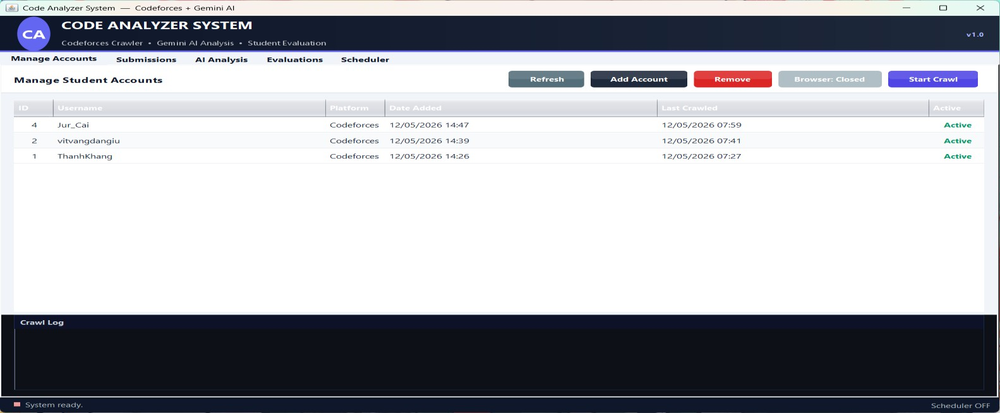 Code Analyzer System — Codeforces + Gemini AI
CA
CODE ANALYZER SYSTEM
Codeforces Crawler • Gemini AI Analysis • Student Evaluation
v1.0
Manage Accounts Submissions AI Analysis Evaluations Scheduler
Manage Student Accounts Refresh Add Account Remove Browser: Closed Start Crawl
ID Username Platform Date Added Last Crawled Active
4 Jur_Cai Codeforces 12/05/2026 14:47 12/05/2026 07:59 Active
2 vitvangdangiu Codeforces 12/05/2026 14:39 12/05/2026 07:41 Active
1 ThanhKhang Codeforces 12/05/2026 14:26 12/05/2026 07:27 Active
Crawl Log
System ready. Scheduler OFF